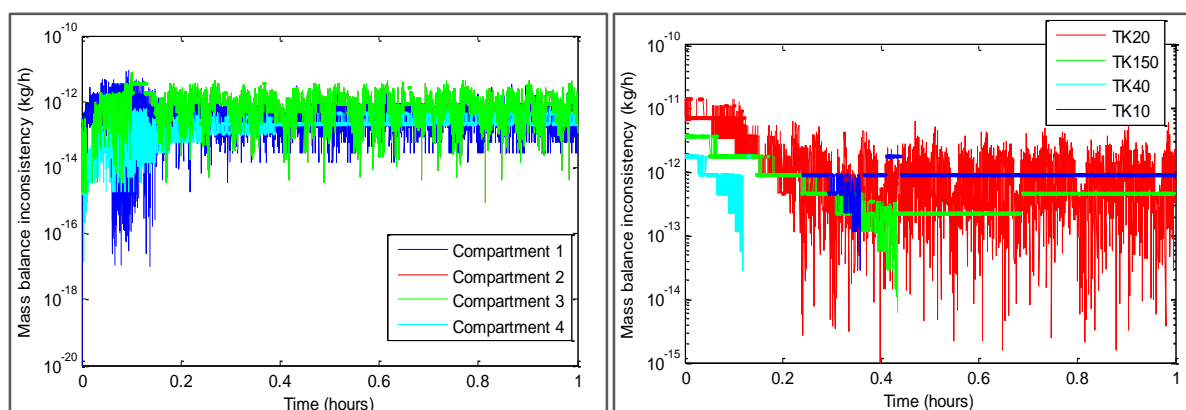 10^-10
10^-12
10^-14
10^-16
10^-18
10^-20
Mass balance inconsistency (kg/h)
0
0.2
0.4
0.6
0.8
1
Time (hours)
Compartment 1
Compartment 2
Compartment 3
Compartment 4
10^-10
10^-11
10^-12
10^-13
10^-14
10^-15
Mass balance inconsistency (kg/h)
0
0.2
0.4
0.6
0.8
1
Time (hours)
TK20
TK150
TK40
TK10